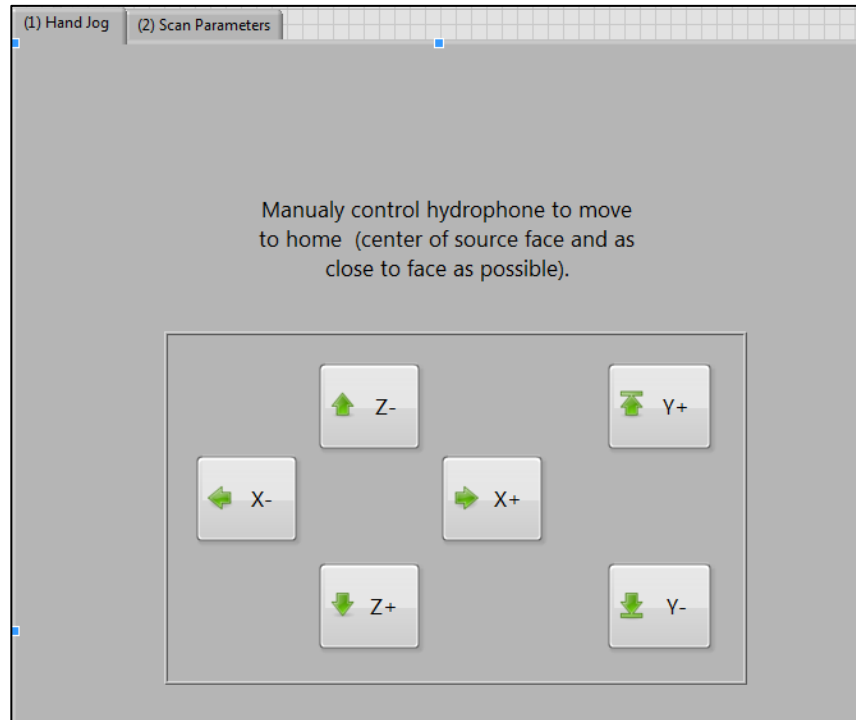 (1) Hand Jog
(2) Scan Parameters
Manualy control hydrophone to move
to home (center of source face and as
close to face as possible).
Z-
Y+
X-
X+
Z+
Y-